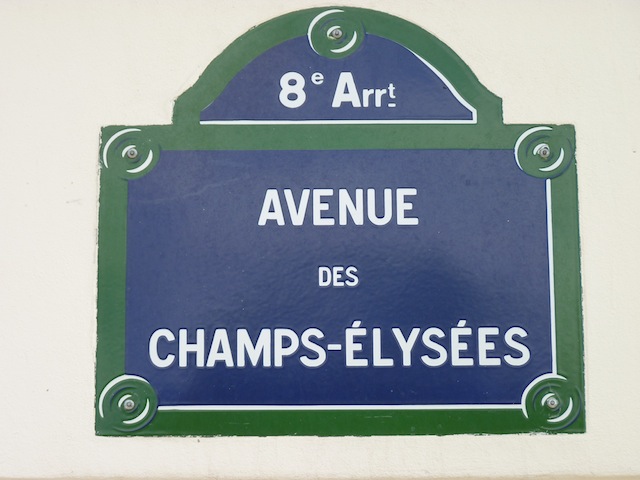 8e Arrt
AVENUE
DES
CHAMPS-ÉLYSÉES